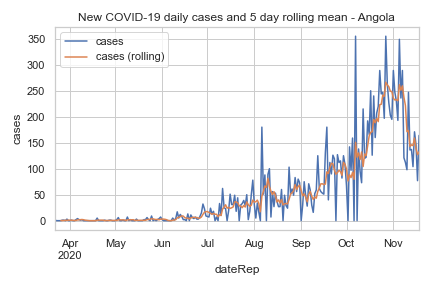 New COVID-19 daily cases and 5 day rolling mean - Angola
cases
cases (rolling)
350
300
250
200
150
100
50
0
cases
Apr May Jun Jul Aug Sep Oct Nov
2020
dateRep